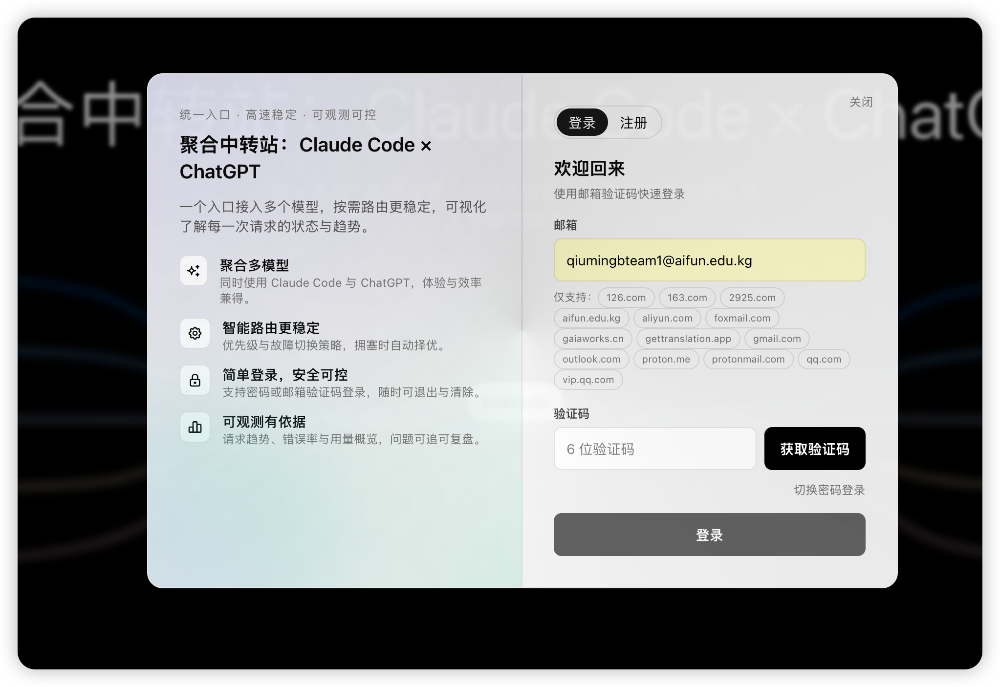 合中转站：Claude Code × ChatG
统一入口 · 高速稳定 · 可观测可控
聚合中转站：Claude Code ×
ChatGPT
一个入口接入多个模型，按需路由更稳定，可视化
了解每一次请求的状态与趋势。
聚合多模型
同时使用 Claude Code 与 ChatGPT，体验与效率
兼得。
智能路由更稳定
优先级与故障切换策略，拥塞时自动择优。
简单登录，安全可控
支持密码或邮箱验证码登录，随时可退出与清除。
可观测有依据
请求趋势、错误率与用量概览，问题可追可复盘。
关闭
登录 注册
欢迎回来
使用邮箱验证码快速登录
邮箱
qiumingbteam1@aifun.edu.kg
仅支持： 126.com 163.com 2925.com
aifun.edu.kg aliyun.com foxmail.com
gaiaworks.cn gettranslation.app gmail.com
outlook.com proton.me protonmail.com qq.com
vip.qq.com
验证码
6 位验证码 获取验证码
切换密码登录
登录